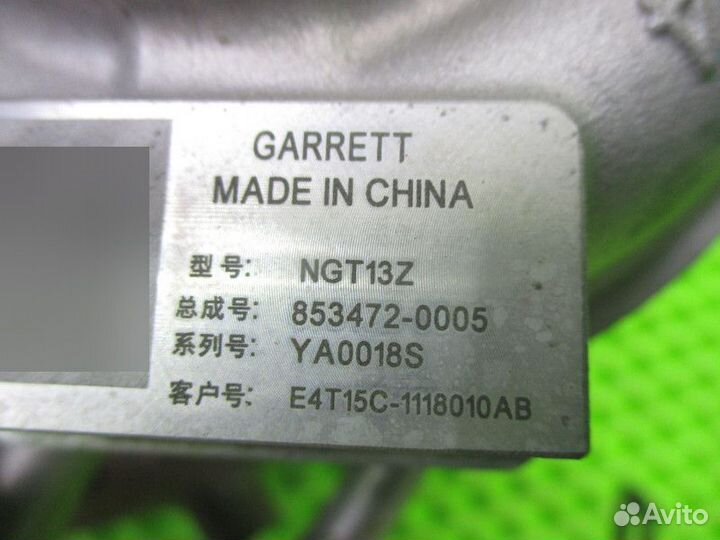 GARRETT
MADE IN CHINA
型号: NGT13Z
总成号: 853472-0005
系列号: YA0018S
客户号: E4T15C-1118010AB
Avito